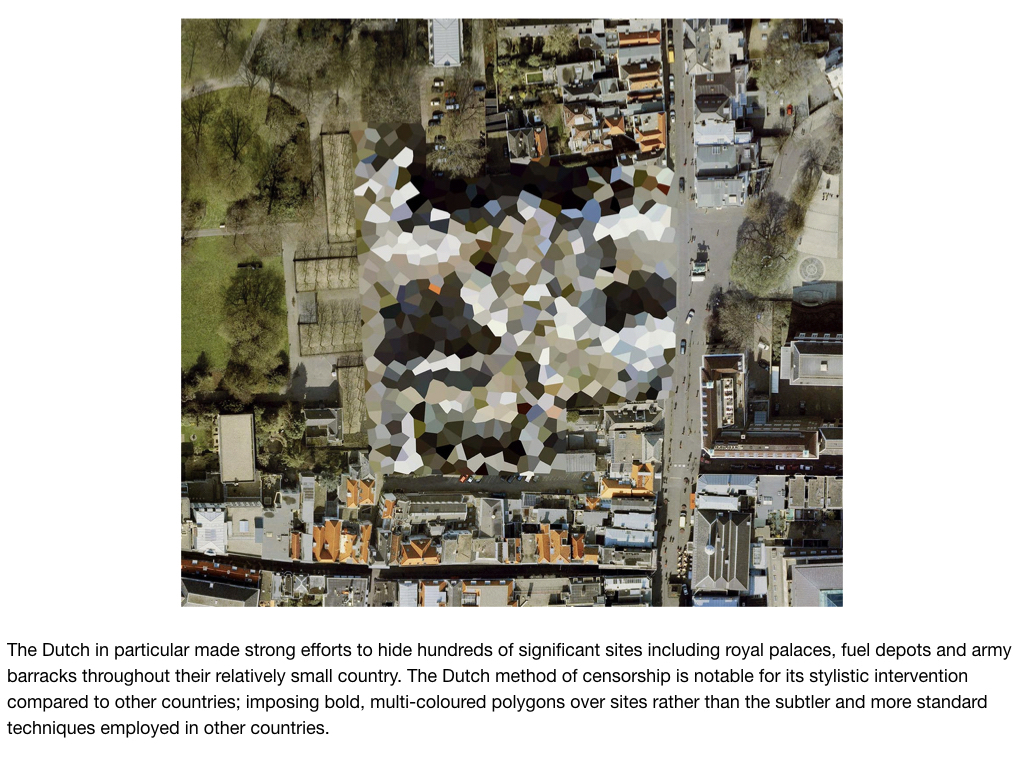 The Dutch in particular made strong efforts to hide hundreds of significant sites including royal palaces, fuel depots and army
barracks throughout their relatively small country. The Dutch method of censorship is notable for its stylistic intervention
compared to other countries; imposing bold, multi-coloured polygons over sites rather than the subtler and more standard
techniques employed in other countries.